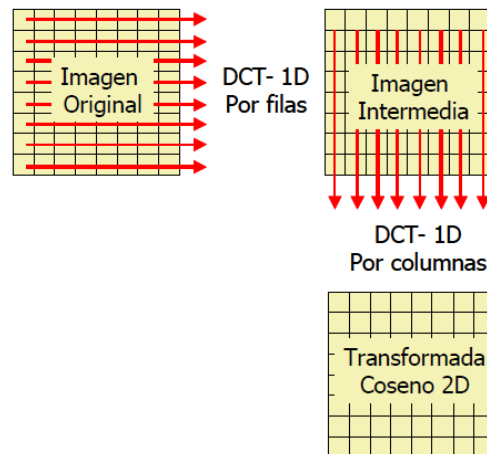 Imagen
Original
DCT- 1D
Por filas
Imagen
Intermedia
DCT- 1D
Por columnas
Transformada
Coseno 2D